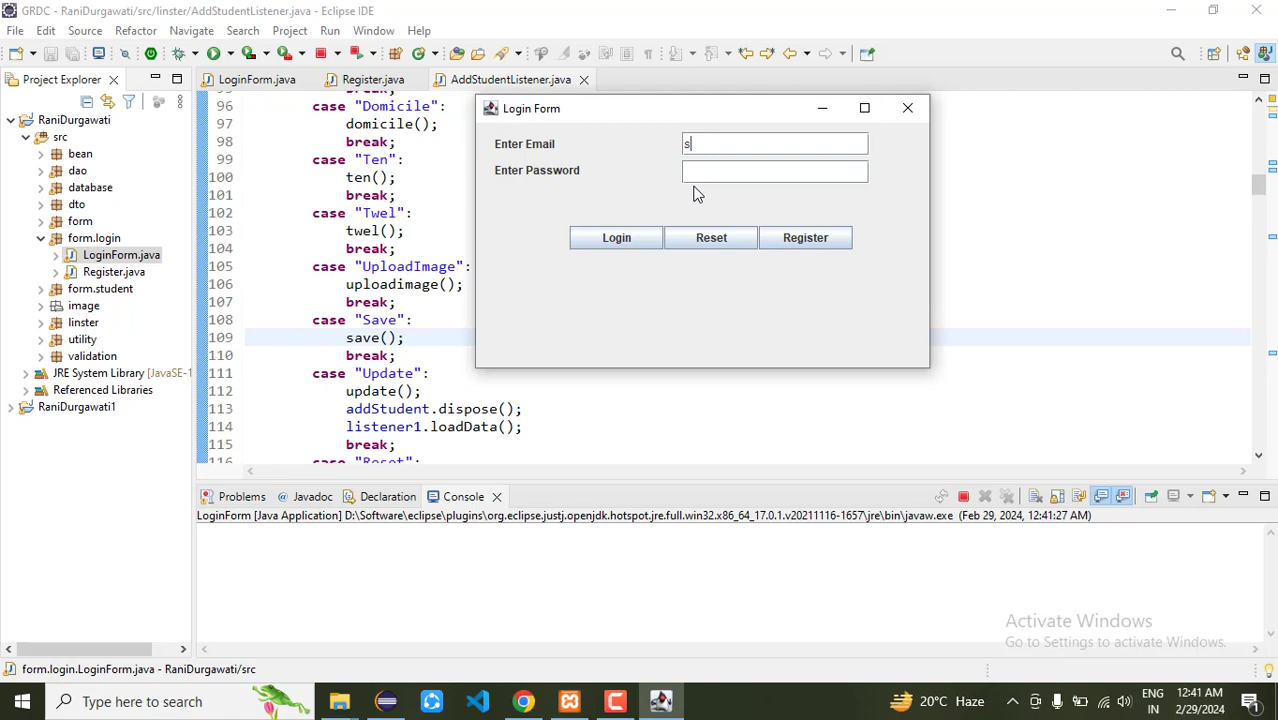 GRDC - RaniDurgawati/src/linster/AddStudentListener.java - Eclipse IDE
File Edit Source Refactor Navigate Search Project Run Window Help
Project Explorer
LoginForm.java
Register.java
AddStudentListener.java
RaniDurgawati
src
bean
dao
database
dto
form
form.login
LoginForm.java
Register.java
form.student
image
linster
utility
validation
JRE System Library [JavaSE-1
Referenced Libraries
RaniDurgawati1
break;
96 case "Domicile":
97 domicile();
98 break;
99 case "Ten":
100 ten();
101 break;
102 case "Twel":
103 twel();
104 break;
105 case "UploadImage":
106 uploadimage();
107 break;
108 case "Save":
109 save();
110 break;
111 case "Update":
112 update();
113 addStudent.dispose();
114 listener1.loadData();
115 break;
116 case "Reset":
Login Form
Enter Email s
Enter Password
Login Reset Register
Problems Javadoc Declaration Console
LoginForm [Java Application] D:\Software\eclipse\plugins\org.eclipse.justj.openjdk.hotspot.jre.full.win32.x86_64_17.0.1.v20211116-1657\jre\bin\javaw.exe (Feb 29, 2024, 12:41:27 AM)
Activate Windows
Go to Settings to activate Windows.
form.login.LoginForm.java - RaniDurgawati/src
Type here to search
20°C Haze
ENG
IN
12:41 AM
2/29/2024
1